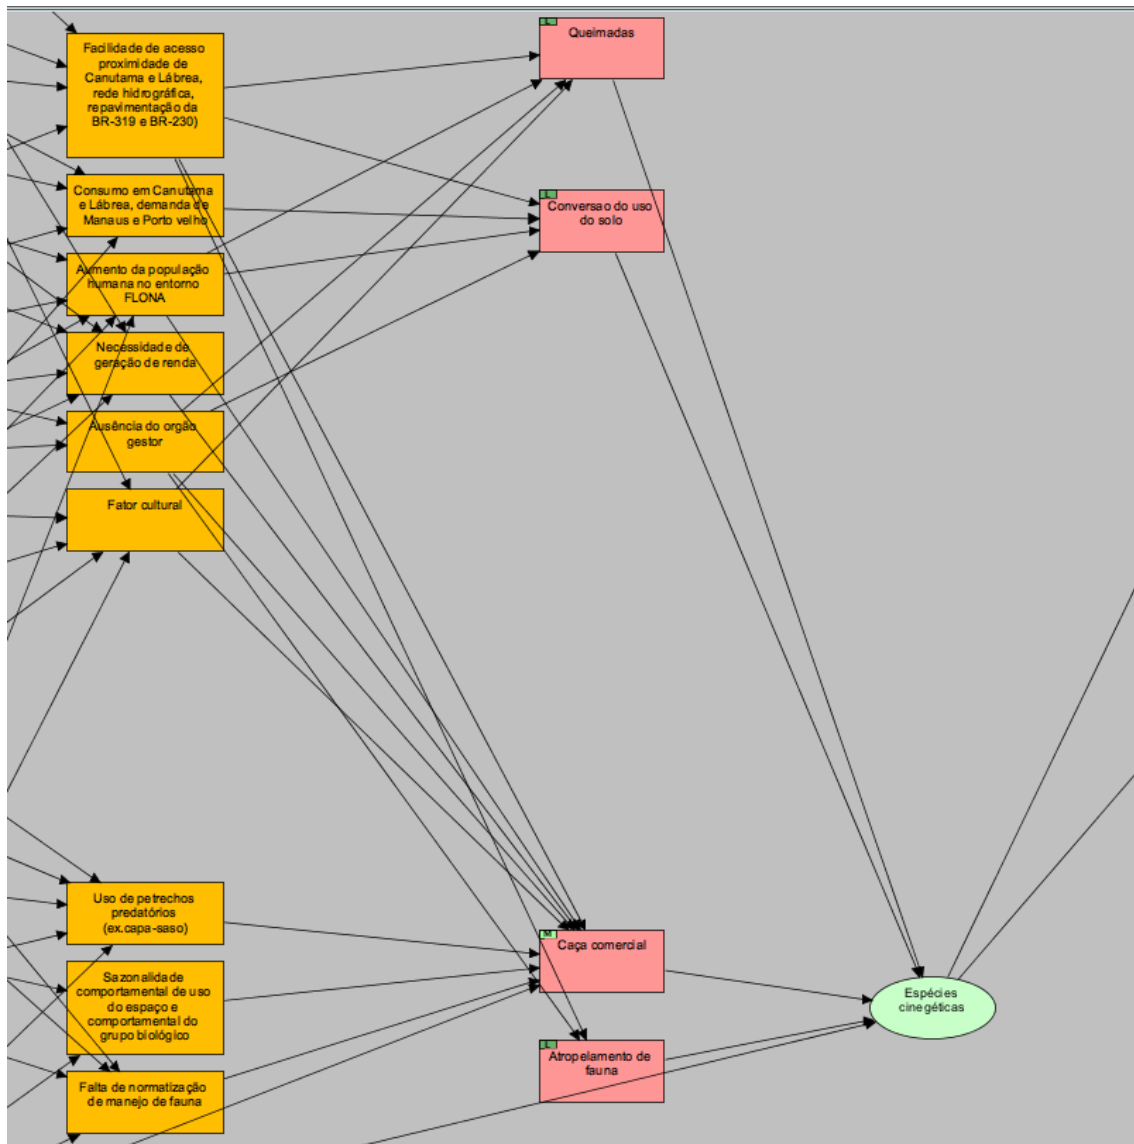 Facilidade de acesso
proximidade de
Canutama e Lábrea,
rede hidrográfica,
repavimentação da
BR-319 e BR-230)
Consumo em Canutama
e Lábrea, demanda de
Manaus e Porto velho
Aumento da população
humana no entorno
FLONA
Necessidade de
geração de renda
Ausência do orgão
gestor
Fator cultural
Uso de petrechos
predatórios
(ex.capa-saso)
Sazonalidade
comportamental de uso
do espaço e
comportamental do
grupo biológico
Falta de normatização
de manejo de fauna
L
Queimadas
L
Conversao do uso
do solo
M
Caça comercial
L
Atropelamento de
fauna
Espécies
cinegéticas